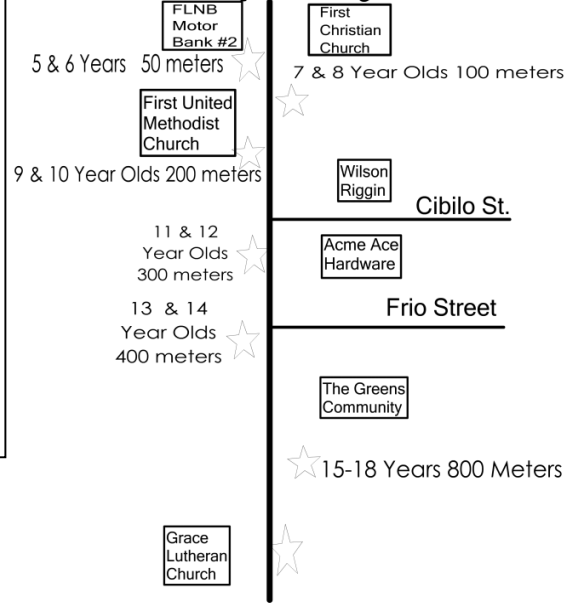 FLNB
Motor
Bank #2
First
Christian
Church
5 & 6 Years 50 meters
7 & 8 Year Olds 100 meters
First United
Methodist
Church
9 & 10 Year Olds 200 meters
Wilson
Riggin
Cibilo St.
11 & 12
Year Olds
300 meters
Acme Ace
Hardware
13 & 14
Year Olds
400 meters
Frio Street
The Greens
Community
15-18 Years 800 Meters
Grace
Lutheran
Church